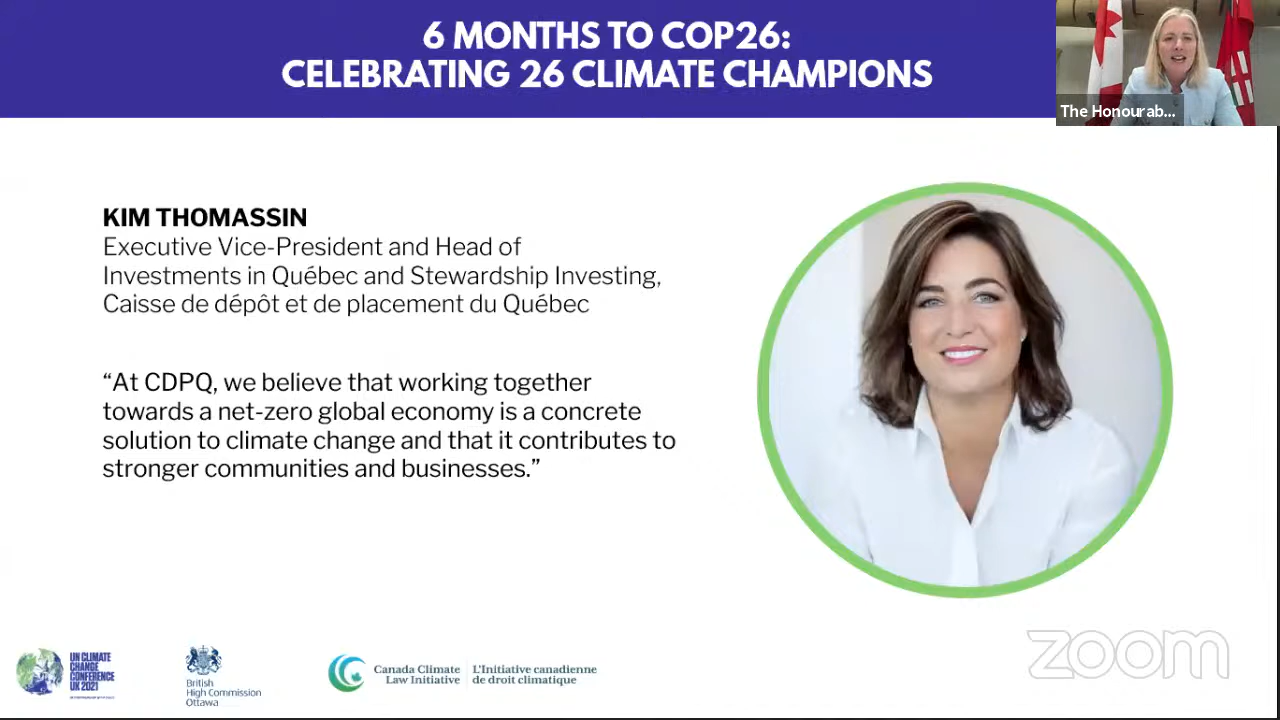 6 MONTHS TO COP26:
CELEBRATING 26 CLIMATE CHAMPIONS
The Honourab...
KIM THOMASSIN
Executive Vice-President and Head of
Investments in Québec and Stewardship Investing,
Caisse de dépôt et de placement du Québec
“At CDPQ, we believe that working together
towards a net-zero global economy is a concrete
solution to climate change and that it contributes to
stronger communities and businesses.”
UN CLIMATE
CHANGE
CONFERENCE
UK 2021
British
High Commission
Ottawa
Canada Climate
Law Initiative
L’Initiative canadienne
de droit climatique
zoom